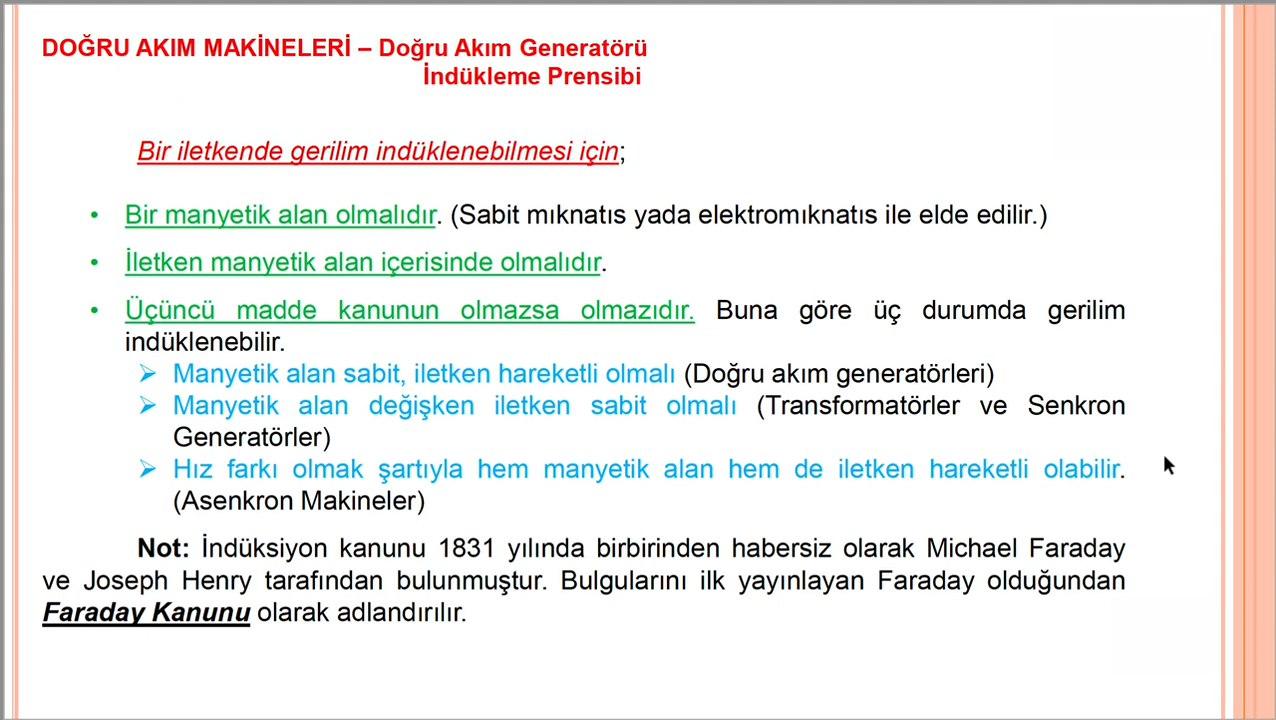 DOĞRU AKIM MAKİNELERİ – Doğru Akım Generatörü
İndükleme Prensibi
Bir iletkende gerilim indüklenebilmesi için;
• Bir manyetik alan olmalıdır. (Sabit mıknatıs yada elektromıknatıs ile elde edilir.)
• İletken manyetik alan içerisinde olmalıdır.
• Üçüncü madde kanunun olmazsa olmazıdır. Buna göre üç durumda gerilim
indüklenebilir.
➢ Manyetik alan sabit, iletken hareketli olmalı (Doğru akım generatörleri)
➢ Manyetik alan değişken iletken sabit olmalı (Transformatörler ve Senkron
Generatörler)
➢ Hız farkı olmak şartıyla hem manyetik alan hem de iletken hareketli olabilir.
(Asenkron Makineler)
Not: İndüksiyon kanunu 1831 yılında birbirinden habersiz olarak Michael Faraday
ve Joseph Henry tarafından bulunmuştur. Bulgularını ilk yayınlayan Faraday olduğundan
Faraday Kanunu olarak adlandırılır.